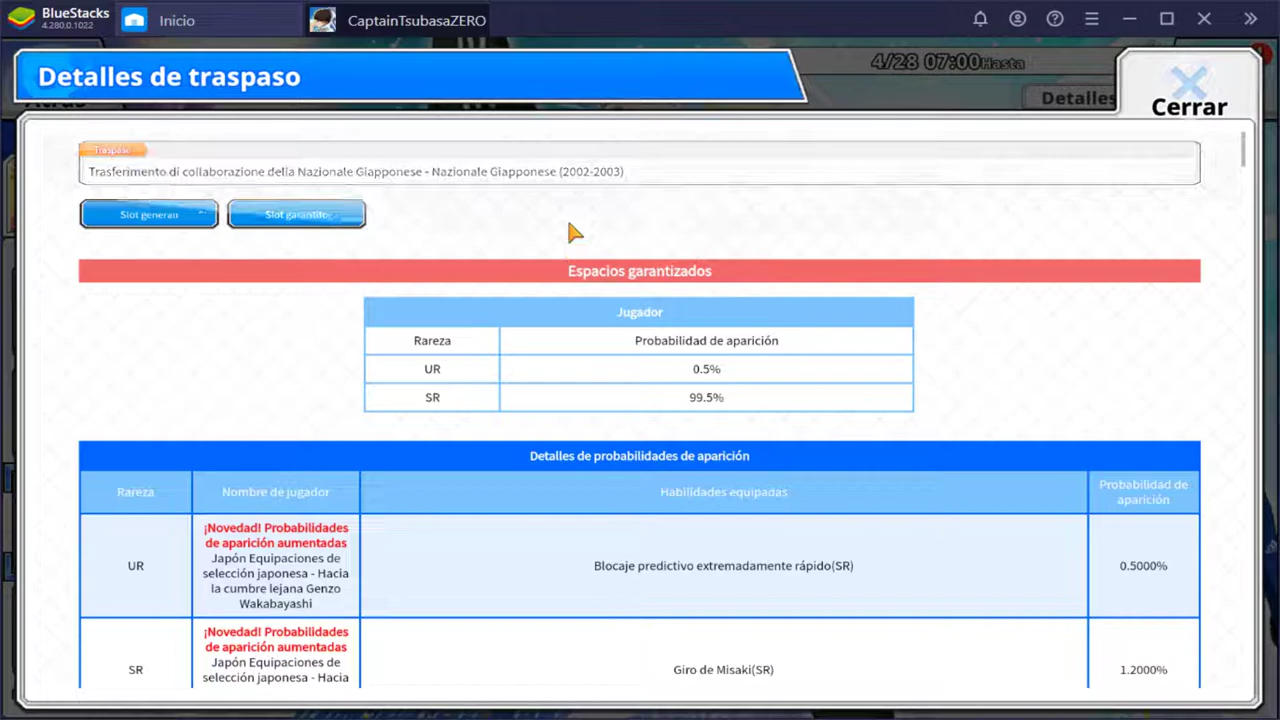 BlueStacks
4.280.0.1022
Inicio
CaptainTsubasaZERO
4/28 07:00 Hasta
Detalles de traspaso
Atrás
Detalles
Cerrar
Traspaso
Trasferimento di collaborazione della Nazionale Giapponese - Nazionale Giapponese (2002-2003)
Slot generali
Slot garantito
Espacios garantizados
Jugador
Rareza Probabilidad de aparición
UR 0.5%
SR 99.5%
Detalles de probabilidades de aparición
Rareza Nombre de jugador Habilidades equipadas Probabilidad de
aparición
¡Novedad! Probabilidades
de aparición aumentadas
Japón Equipaciones de
UR selección japonesa - Hacia Blocaje predictivo extremadamente rápido(SR) 0.5000%
la cumbre lejana Genzo
Wakabayashi
¡Novedad! Probabilidades
de aparición aumentadas
Japón Equipaciones de
SR Giro de Misaki(SR) 1.2000%
selección japonesa - Hacia